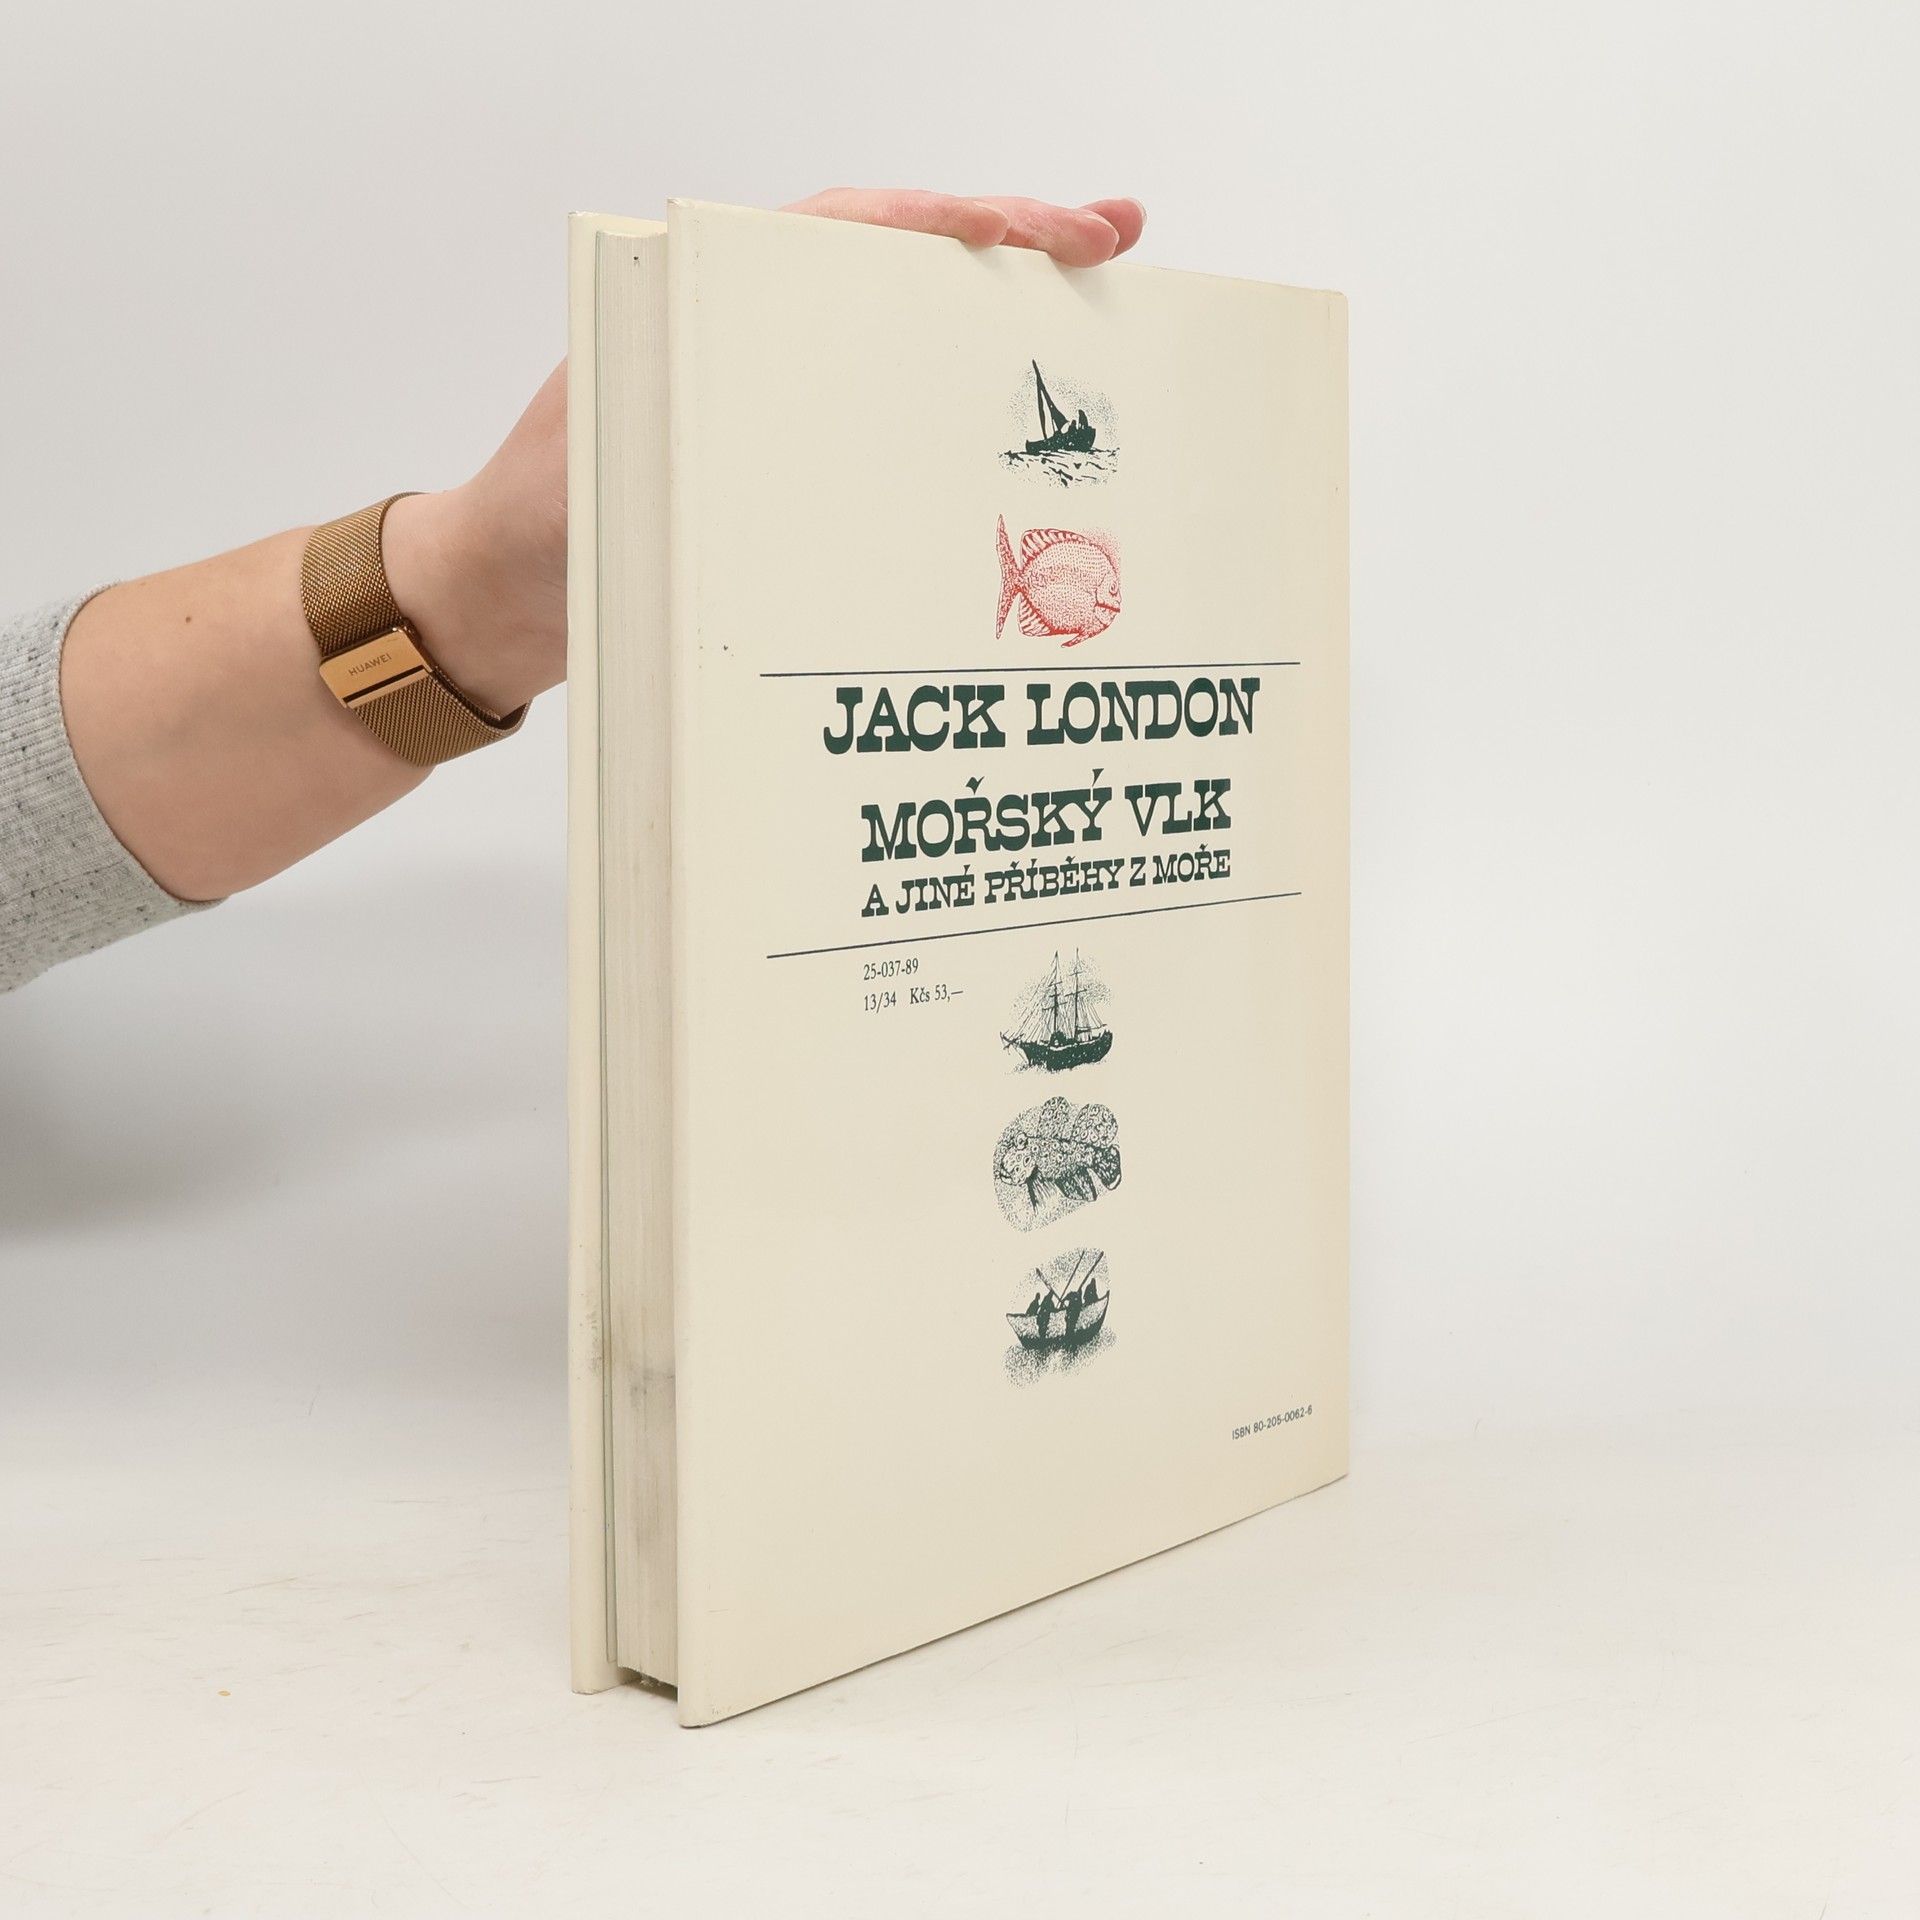 HUAWEI
JACK LONDON
MOŘSKÝ VLK
A JINÉ PŘÍBĚHY Z MOŘE
25-037-89
13/34 Kčs 53,—
ISBN 80-205-0062-6